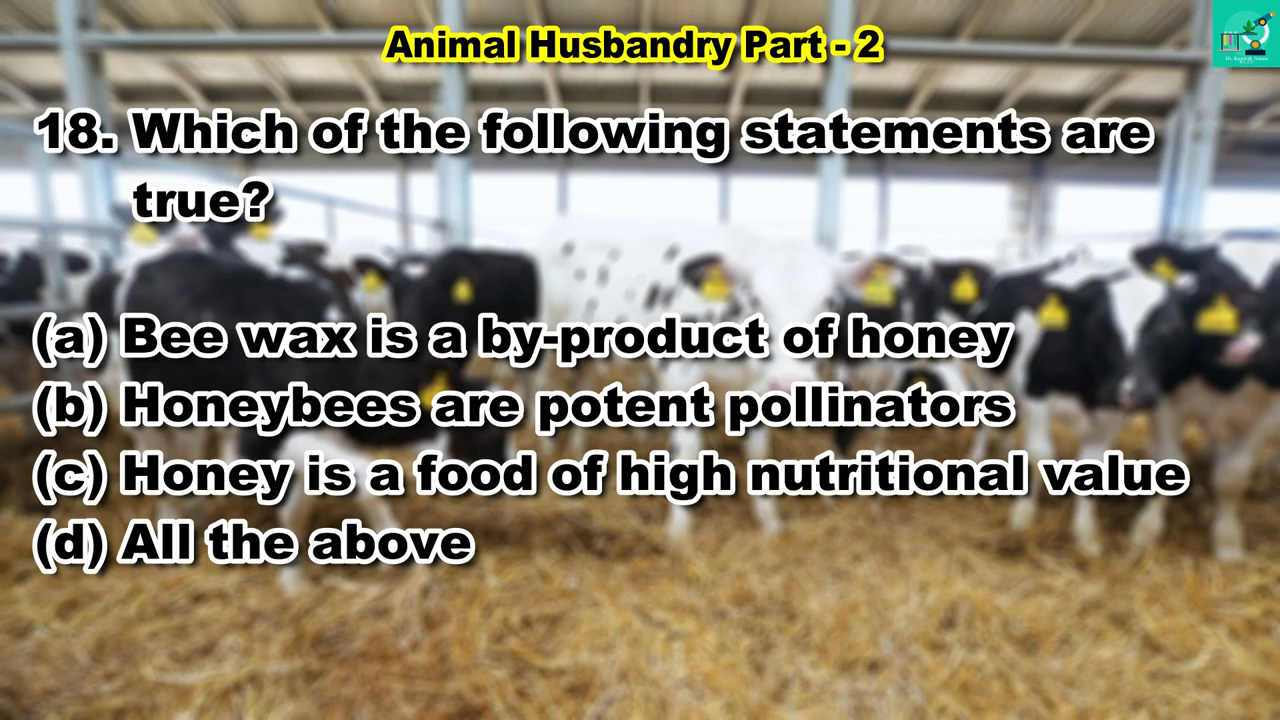 Animal Husbandry Part - 2
18. Which of the following statements are
true?
(a) Bee wax is a by-product of honey
(b) Honeybees are potent pollinators
(c) Honey is a food of high nutritional value
(d) All the above